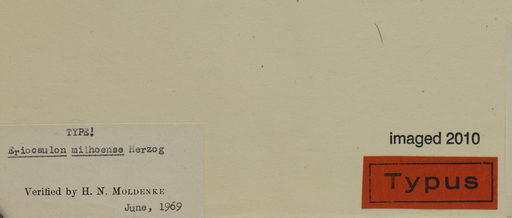 TYPE!
Eriocaulon milhoense Herzog
Verified by H. N. MOLDENKE
June, 1969
imaged 2010
Typus